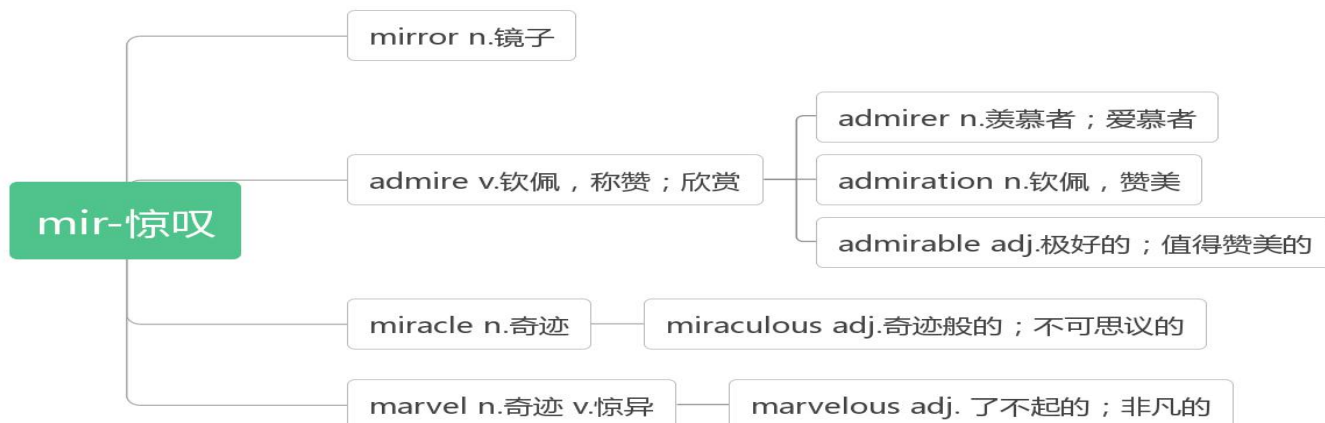 mir-惊叹
mirror n.镜子
admire v.钦佩，称赞；欣赏
admirer n.羡慕者；爱慕者
admiration n.钦佩，赞美
admirable adj.极好的；值得赞美的
miracle n.奇迹
miraculous adj.奇迹般的；不可思议的
marvel n.奇迹 v.惊异
marvelous adj. 了不起的；非凡的